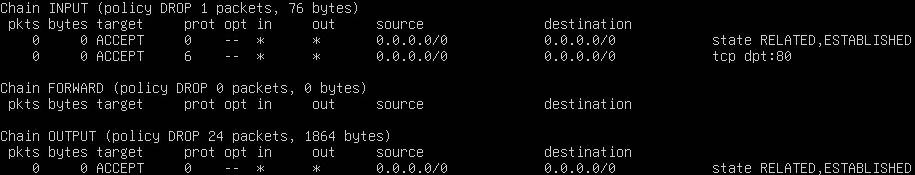 Chain INPUT (policy DROP 1 packets, 76 bytes)
pkts bytes target prot opt in out source destination
0 0 ACCEPT 0 -- * * 0.0.0.0/0 0.0.0.0/0 state RELATED,ESTABLISHED
0 0 ACCEPT 6 -- * * 0.0.0.0/0 0.0.0.0/0 tcp dpt:80
Chain FORWARD (policy DROP 0 packets, 0 bytes)
pkts bytes target prot opt in out source destination
Chain OUTPUT (policy DROP 24 packets, 1864 bytes)
pkts bytes target prot opt in out source destination
0 0 ACCEPT 0 -- * * 0.0.0.0/0 0.0.0.0/0 state RELATED,ESTABLISHED